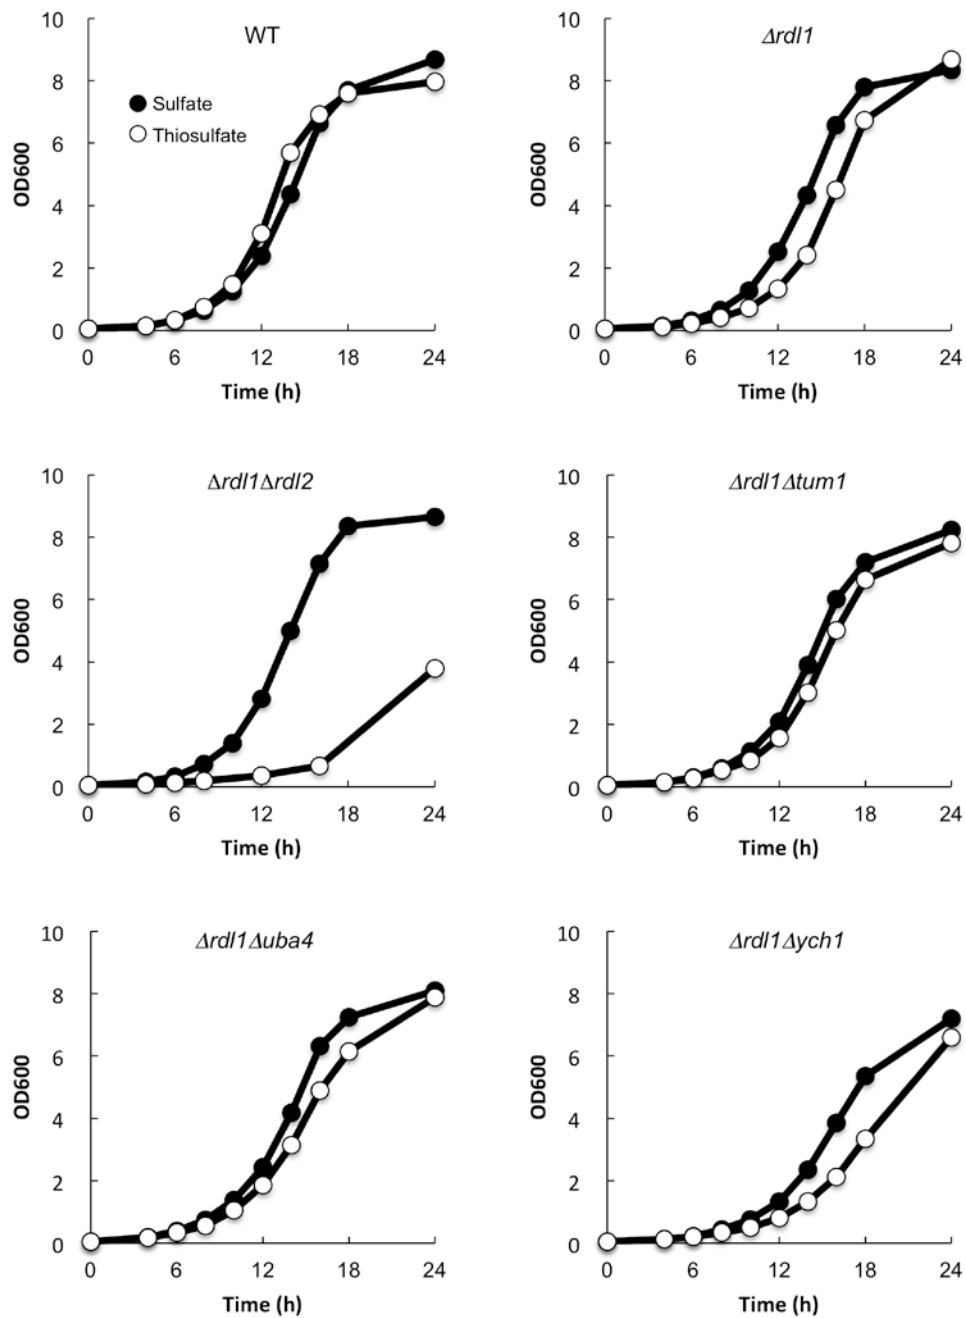 WT
Sulfate
Thiosulfate
OD600
10
8
6
4
2
0
0 6 12 18 24
Time (h)
Δrdl1
OD600
10
8
6
4
2
0
0 6 12 18 24
Time (h)
Δrdl1Δrdl2
OD600
10
8
6
4
2
0
0 6 12 18 24
Time (h)
Δrdl1Δtum1
OD600
10
8
6
4
2
0
0 6 12 18 24
Time (h)
Δrdl1Δuba4
OD600
10
8
6
4
2
0
0 6 12 18 24
Time (h)
Δrdl1Δych1
OD600
10
8
6
4
2
0
0 6 12 18 24
Time (h)